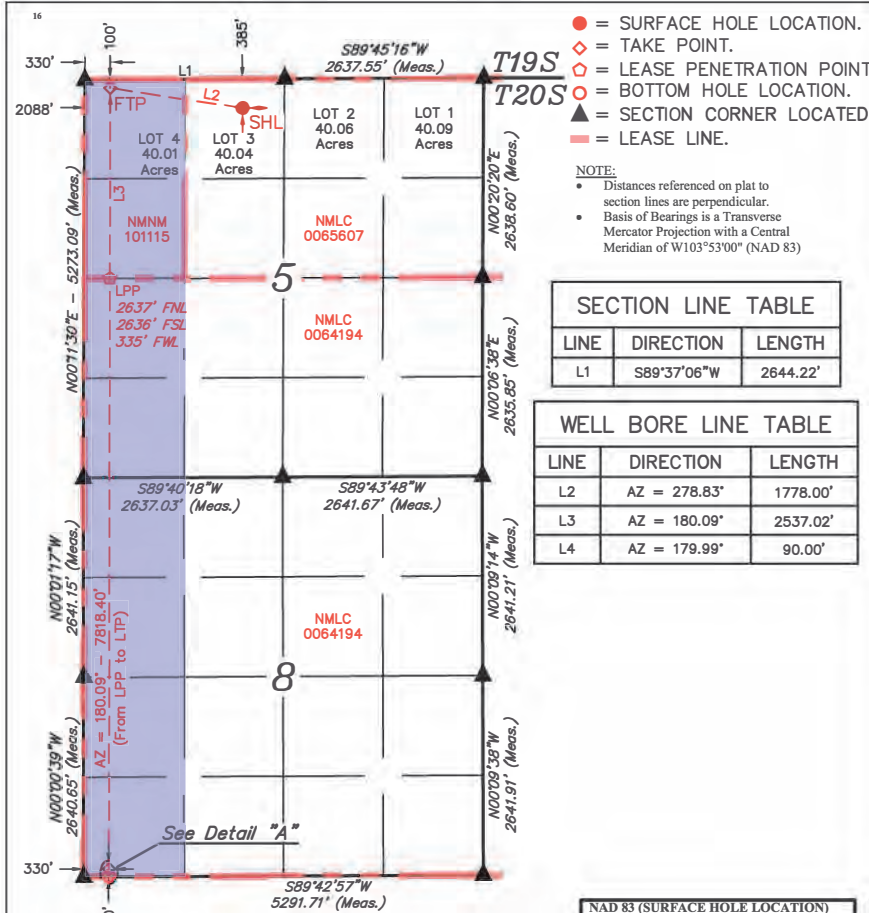 16
330'
100'
385'
S89°45'16"W
2637.55' (Meas.)
T19S
T20S
L1
L2
2088'
FTP
SHL
LOT 4
40.01
Acres
LOT 3
40.04
Acres
LOT 2
40.06
Acres
LOT 1
40.09
Acres
L3
NMNM
101115
NMLC
0065607
5
LPP
2637' FNL
2636' FSL
335' FWL
NMLC
0064194
N00°11'30"E - 5273.09' (Meas.)
N00°20'20"E
2638.60' (Meas.)
N00°06'38"E
2635.85' (Meas.)
S89°40'18"W
2637.03' (Meas.)
S89°43'48"W
2641.67' (Meas.)
N00°01'17"W
2641.15' (Meas.)
AZ = 180.09° - 7818.40'
(From LPP to LTP)
N00°09'14"W
2641.21' (Meas.)
NMLC
0064194
8
N00°00'39"W
2640.65' (Meas.)
N00°09'38"W
2641.91' (Meas.)
See Detail "A"
330'
S89°42'57"W
5291.71' (Meas.)
= SURFACE HOLE LOCATION.
= TAKE POINT.
= LEASE PENETRATION POINT
= BOTTOM HOLE LOCATION.
= SECTION CORNER LOCATED
= LEASE LINE.
NOTE:
• Distances referenced on plat to
section lines are perpendicular.
• Basis of Bearings is a Transverse
Mercator Projection with a Central
Meridian of W103°53'00" (NAD 83)
SECTION LINE TABLE
LINE DIRECTION LENGTH
L1 S89°37'06"W 2644.22'
WELL BORE LINE TABLE
LINE DIRECTION LENGTH
L2 AZ = 278.83° 1778.00'
L3 AZ = 180.09° 2537.02'
L4 AZ = 179.99° 90.00'
NAD 83 (SURFACE HOLE LOCATION)